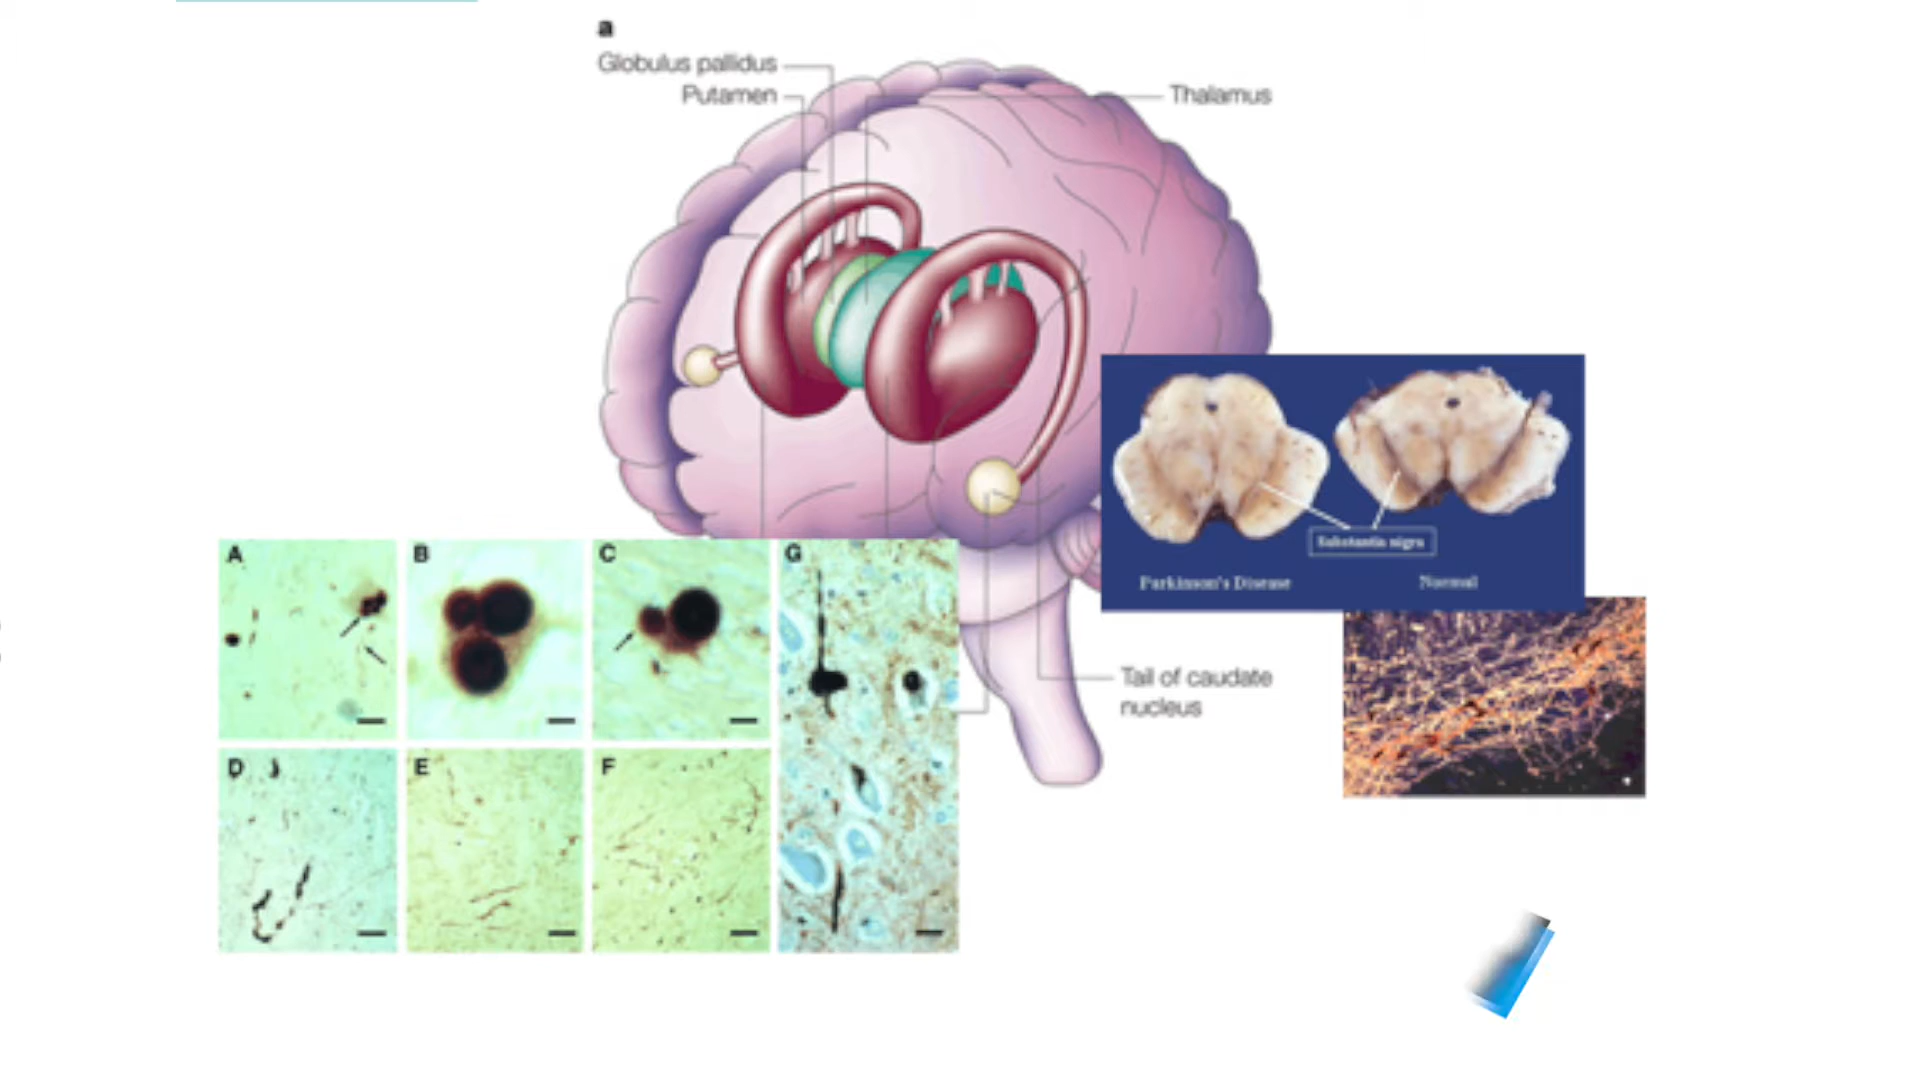 a
Globulus pallidus
Putamen
Thalamus
Substantia nigra
Parkinson's Disease
Normal
A
B
C
G
Tail of caudate
nucleus
D
E
F